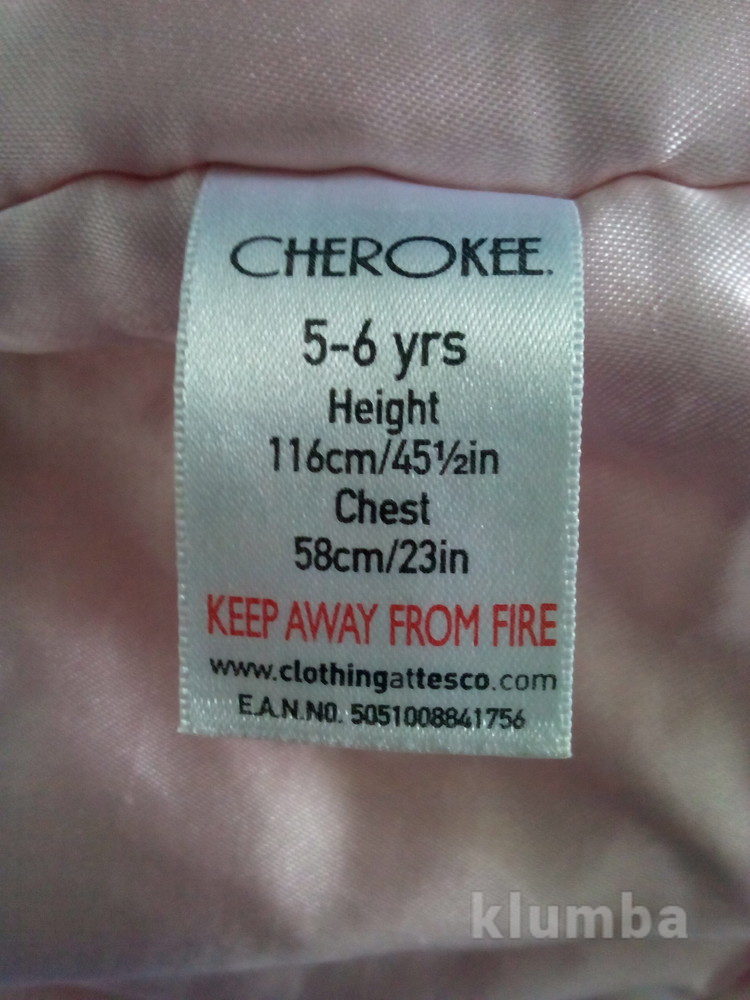 CHEROKEE.
5-6 yrs
Height
116cm/45½in
Chest
58cm/23in
KEEP AWAY FROM FIRE
www.clothingattesco.com
E.A.N.NO. 5051008841756
klumba